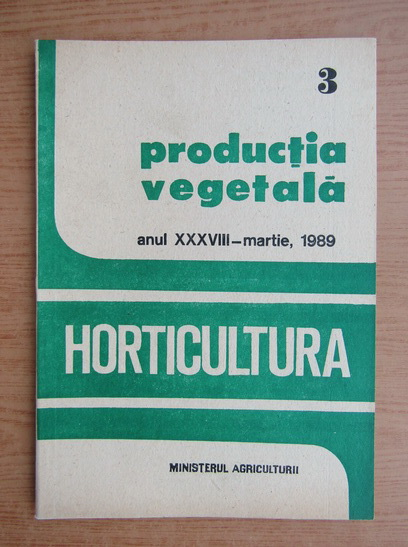 3
producția
vegetală
anul XXXVIII-martie, 1989
HORTICULTURA
MINISTERUL AGRICULTURII